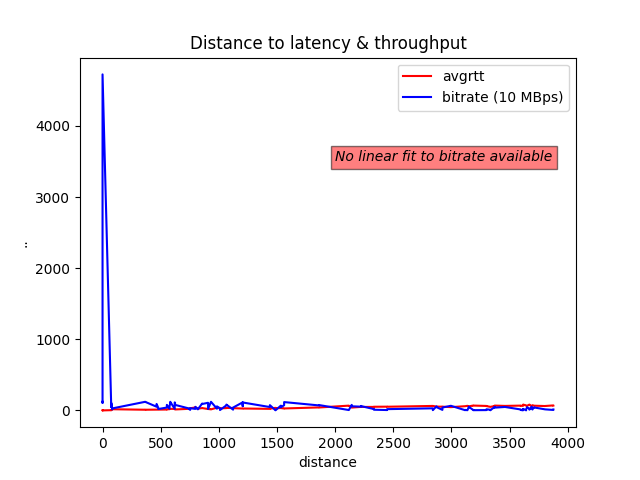 Distance to latency & throughput
avgrtt
bitrate (10 MBps)
No linear fit to bitrate available
4000
3000
2000
1000
0
..
0 500 1000 1500 2000 2500 3000 3500 4000
distance